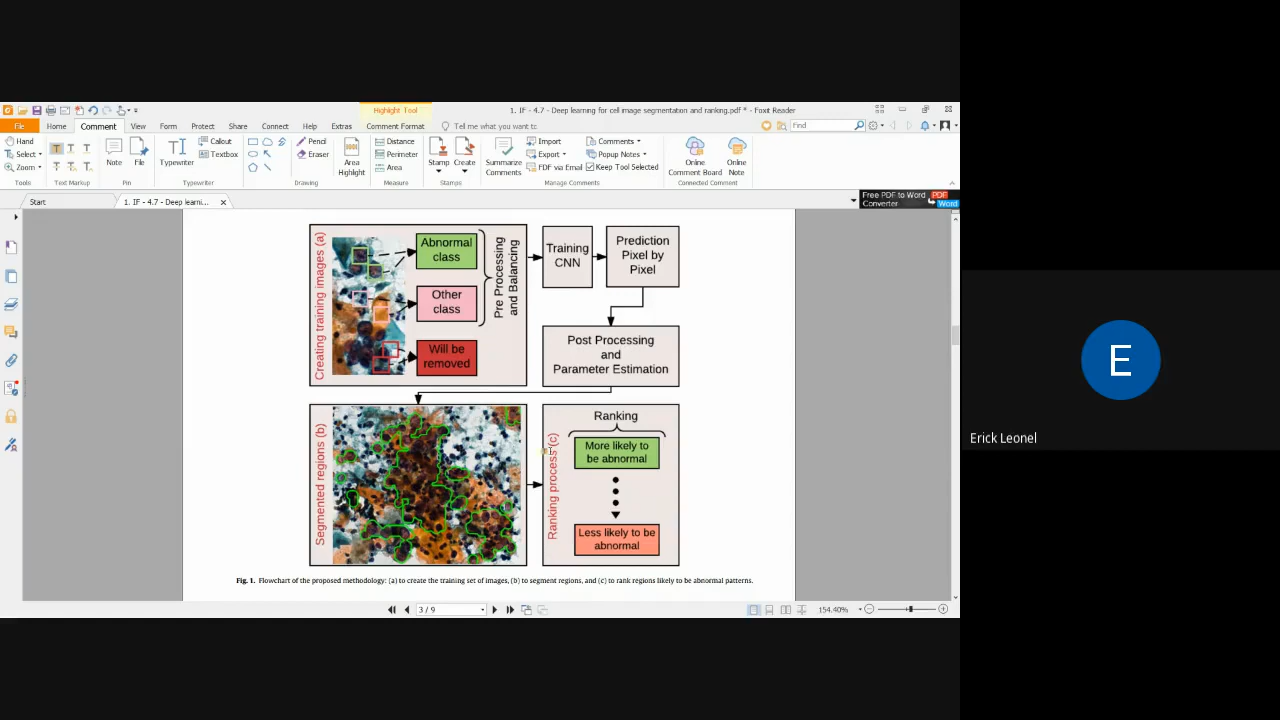 Highlight Tool
1. IF - 4.7 - Deep learning for cell image segmentation and ranking.pdf * - Foxit Reader
File Home Comment View Form Protect Share Connect Help Extras Comment Format Tell me what you want to Find
Hand
Select
Zoom
Tools
T T T
T T T
Text Markup
Note
File
Pin
Typewriter
Callout
Textbox
Typewriter
Pencil
Eraser
Drawing
Area
Highlight
Distance
Perimeter
Area
Measure
Stamp
Create
Stamps
Summarize
Comments
Import
Export
FDF via Email
Comments
Popup Notes
Keep Tool Selected
Manage Comments
Online
Comment Board
Online
Note
Connected Comment
Start
1. IF - 4.7 - Deep learni...
Free PDF to Word
Converter
PDF
Word
Creating training images (a)
Abnormal
class
Other
class
Will be
removed
Pre Processing
and Balancing
Training
CNN
Prediction
Pixel by
Pixel
Post Processing
and
Parameter Estimation
Segmented regions (b)
Ranking process (c)
Ranking
More likely to
be abnormal
Less likely to be
abnormal
Fig. 1. Flowchart of the proposed methodology: (a) to create the training set of images, (b) to segment regions, and (c) to rank regions likely to be abnormal patterns.
3 / 9
154.40%
E
Erick Leonel